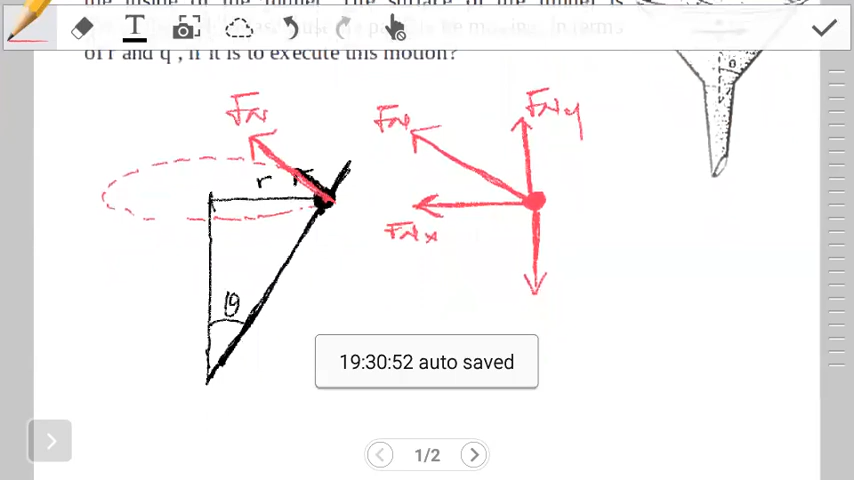 T
of r and q , if it is to execute this motion?
θ
FN
r
FN
FNy
FNx
θ
19:30:52 auto saved
1/2